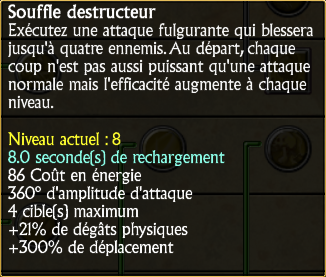 Souffle destructeur
Exécutez une attaque fulgurante qui blessera
jusqu'à quatre ennemis. Au départ, chaque
coup n'est pas aussi puissant qu'une attaque
normale mais l'efficacité augmente à chaque
niveau.
Niveau actuel : 8
8.0 seconde(s) de rechargement
86 Coût en énergie
360° d'amplitude d'attaque
4 cible(s) maximum
+21% de dégâts physiques
+300% de déplacement